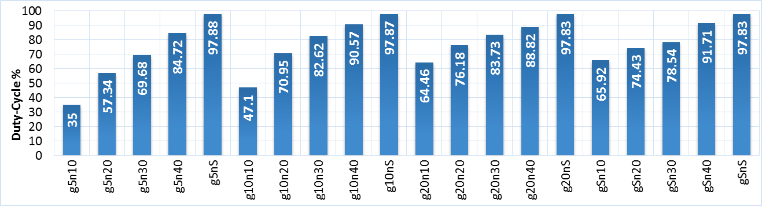 Duty-Cycle %
100
90
80
70
60
50
40
30
20
10
0
35
57.34
69.68
84.72
97.88
47.1
70.95
82.62
90.57
97.87
64.46
76.18
83.73
88.82
97.83
65.92
74.43
78.54
91.71
97.83
g5n10
g5n20
g5n30
g5n40
g5nS
g10n10
g10n20
g10n30
g10n40
g10nS
g20n10
g20n20
g20n30
g20n40
g20nS
gSn10
gSn20
gSn30
gSn40
gSnS